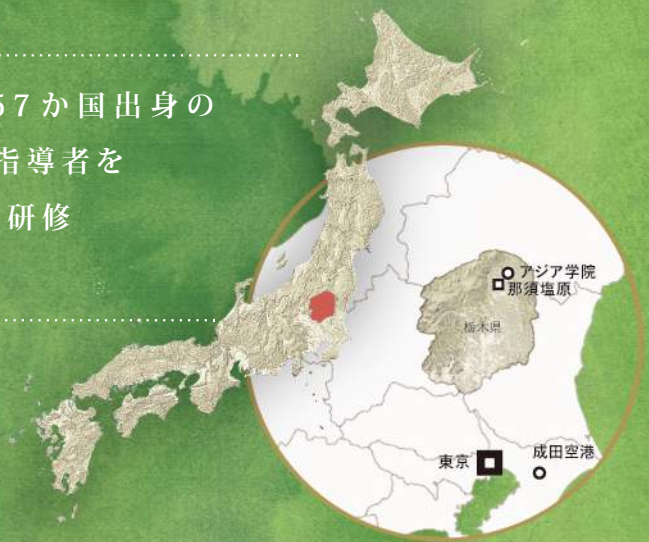 57か国出身の
指導者を
研修
アジア学院
那須塩原
栃木県
東京
成田空港